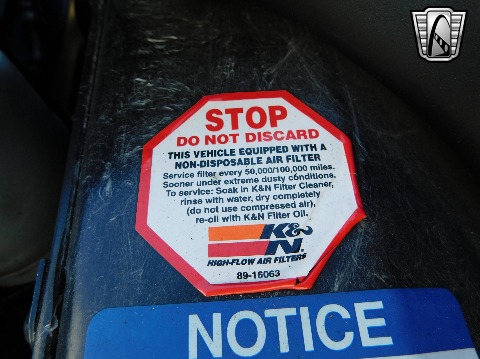 STOP
DO NOT DISCARD
THIS VEHICLE EQUIPPED WITH A
NON-DISPOSABLE AIR FILTER
Service filter every 50,000/100,000 miles.
Sooner under extreme dusty conditions.
To service: Soak in K&N Filter Cleaner,
rinse with water, dry completely
(do not use compressed air),
re-oil with K&N Filter Oil.
K&N
HIGH-FLOW AIR FILTERS
89-16063
NOTICE